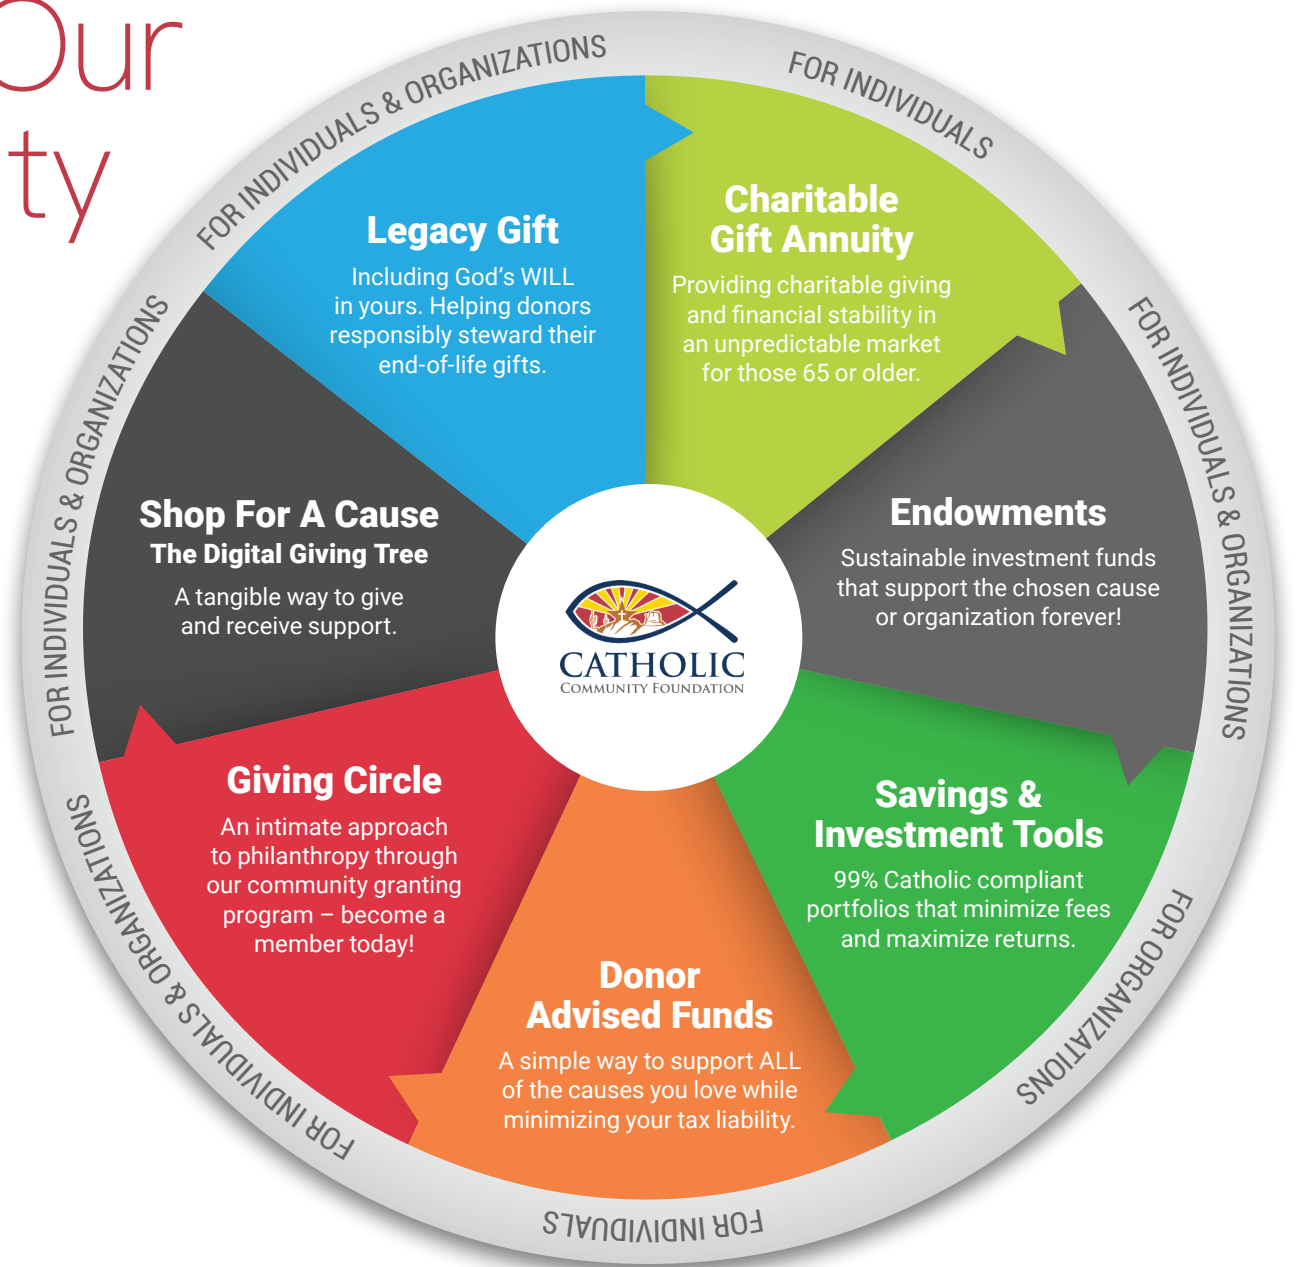 Our
ty
FOR INDIVIDUALS & ORGANIZATIONS
Legacy Gift
Including God's WILL
in yours. Helping donors
responsibly steward their
end-of-life gifts.
FOR INDIVIDUALS
Charitable
Gift Annuity
Providing charitable giving
and financial stability in
an unpredictable market
for those 65 or older.
FOR INDIVIDUALS & ORGANIZATIONS
Endowments
Sustainable investment funds
that support the chosen cause
or organization forever!
FOR ORGANIZATIONS
Savings &
Investment Tools
99% Catholic compliant
portfolios that minimize fees
and maximize returns.
FOR INDIVIDUALS
Donor
Advised Funds
A simple way to support ALL
of the causes you love while
minimizing your tax liability.
FOR INDIVIDUALS & ORGANIZATIONS
Giving Circle
An intimate approach
to philanthropy through
our community granting
program – become a
member today!
FOR INDIVIDUALS & ORGANIZATIONS
Shop For A Cause
The Digital Giving Tree
A tangible way to give
and receive support.
CATHOLIC
COMMUNITY FOUNDATION